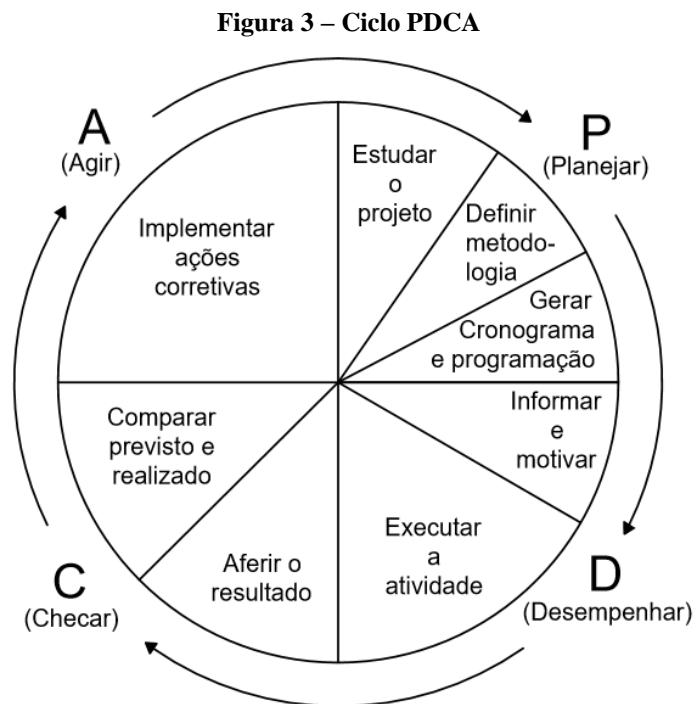 Figura 3 – Ciclo PDCA
A
(Agir)
P
(Planejar)
Estudar
o
projeto
Definir
metodo-
logia
Gerar
Cronograma
e programação
Informar
e
motivar
Executar
a
atividade
D
(Desempenhar)
Aferir o
resultado
C
(Checar)
Comparar
previsto e
realizado
Implementar
ações
corretivas